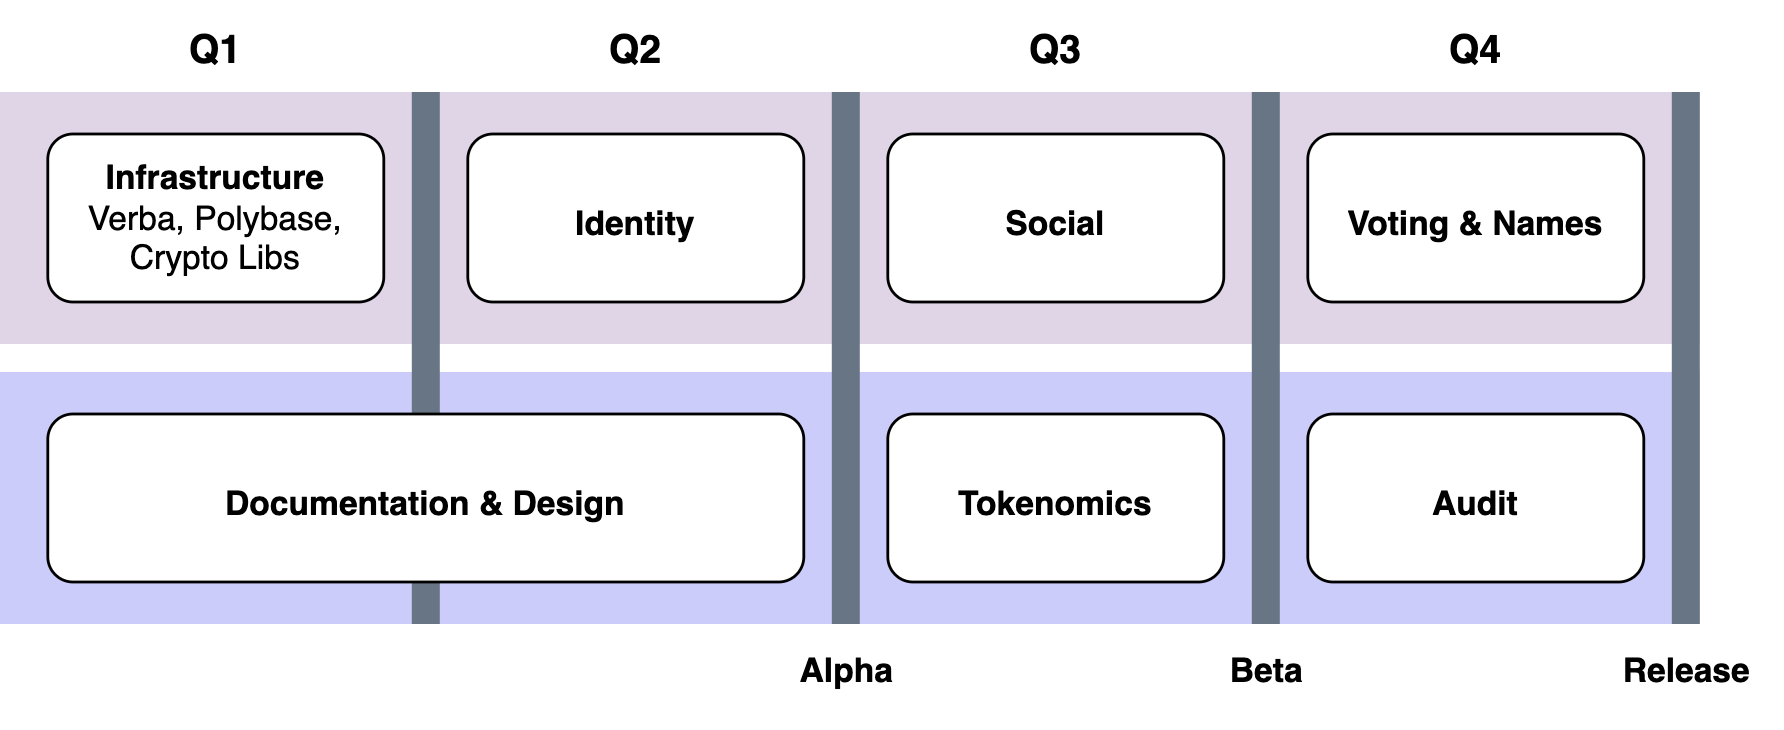 Q1
Q2
Q3
Q4
Infrastructure
Verba, Polybase,
Crypto Libs
Identity
Social
Voting & Names
Documentation & Design
Tokenomics
Audit
Alpha
Beta
Release